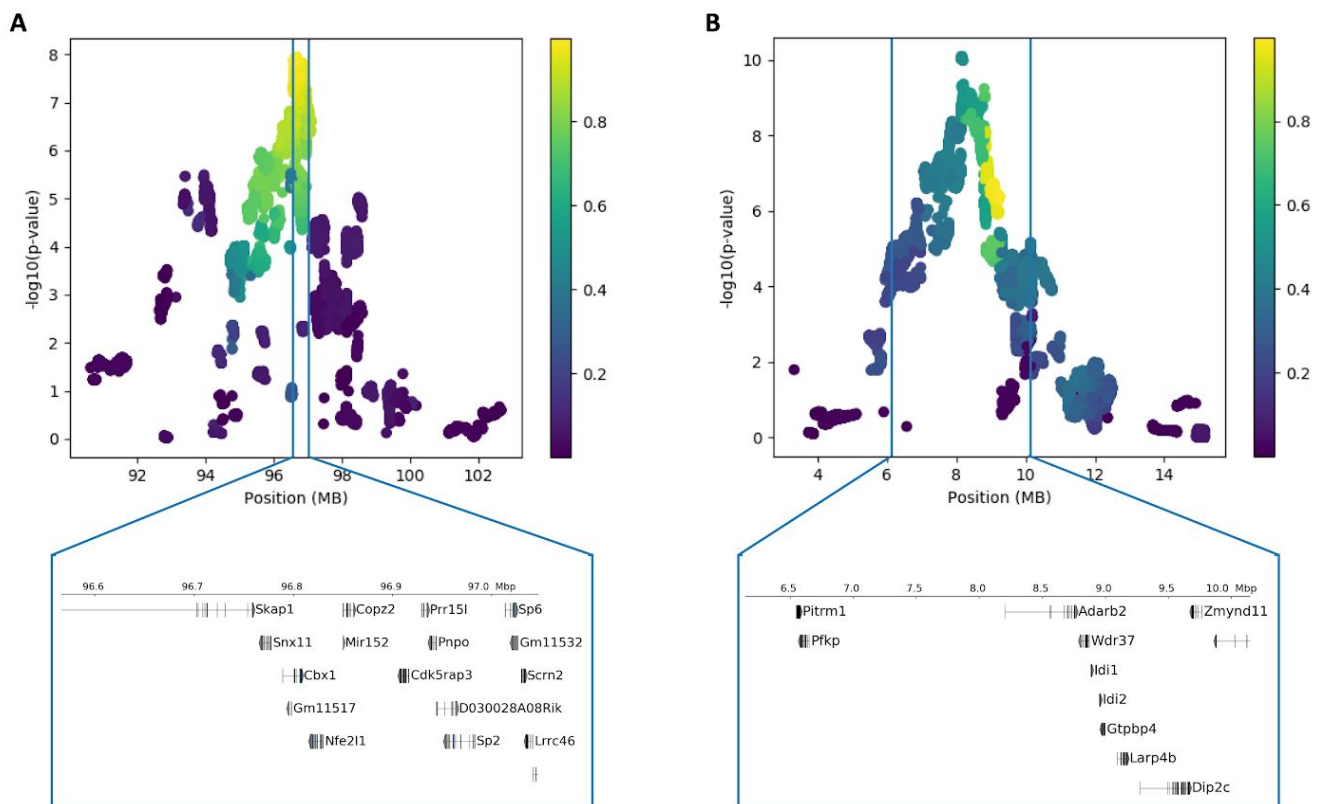 A
B
8
7
6
5
4
3
2
1
0
-log10(p-value)
92
94
96
98
100
102
Position (MB)
0.8
0.6
0.4
0.2
10
8
6
4
2
0
-log10(p-value)
4
6
8
10
12
14
Position (MB)
0.8
0.6
0.4
0.2
96.6 96.7 96.8 96.9 97.0 Mbp
Skap1 Copz2 Prr15l Sp6
Snx11 Mir152 Pnpo Gm11532
Cbx1 Cdk5rap3 Scrn2
Gm11517 D030028A08Rik
Nfe2l1 Sp2 Lrrc46
6.5 7.0 7.5 8.0 8.5 9.0 9.5 10.0 Mbp
Pitrm1 Adarb2 Zmynd11
Pfkp Wdr37
Idi1
Idi2
Gtpbp4
Larp4b
Dip2c